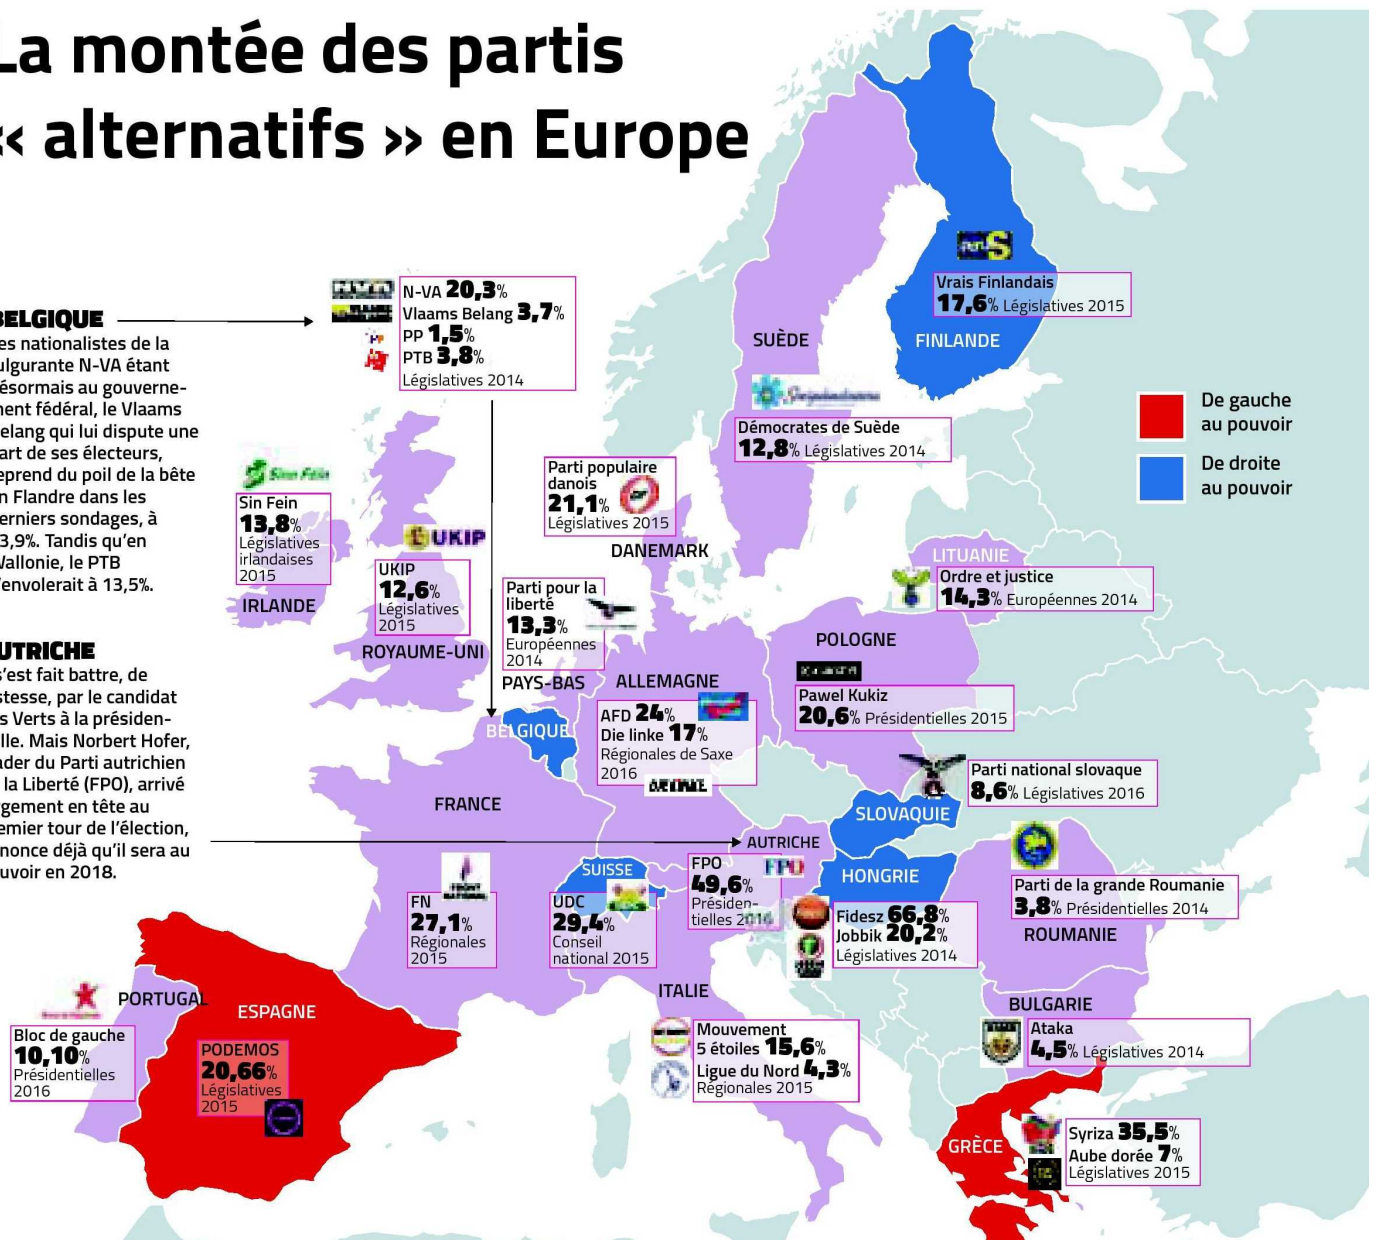 La montée des partis
« alternatifs » en Europe
BELGIQUE
es nationalistes de la
ulgurante N-VA étant
ésormais au gouverne-
ment fédéral, le Vlaams
elang qui lui dispute une
art de ses électeurs,
eprend du poil de la bête
n Flandre dans les
erniers sondages, à
3,9%. Tandis qu'en
Wallonie, le PTB
'envolerait à 13,5%.
UTRICHE
s'est fait battre, de
stesse, par le candidat
s Verts à la présiden-
lle. Mais Norbert Hofer,
ader du Parti autrichien
la Liberté (FPO), arrivé
rgement en tête au
emier tour de l'élection,
nonce déjà qu'il sera au
uvoir en 2018.
N-VA 20,3%
Vlaams Belang 3,7%
PP 1,5%
PTB 3,8%
Législatives 2014
Vrais Finlandais
17,6% Législatives 2015
FINLANDE
SUÈDE
Démocrates de Suède
12,8% Législatives 2014
De gauche
au pouvoir
De droite
au pouvoir
Sinn Féin
Sin Fein
13,8%
Législatives
irlandaises
2015
IRLANDE
UKIP
UKIP
12,6%
Législatives
2015
ROYAUME-UNI
Parti populaire
danois
21,1%
Législatives 2015
DANEMARK
Parti pour la
liberté
13,3%
Européennes
2014
PAYS-BAS
LITUANIE
Ordre et justice
14,3% Européennes 2014
POLOGNE
Pawel Kukiz
20,6% Présidentielles 2015
ALLEMAGNE
AFD 24%
Die linke 17%
Régionales de Saxe
2016
BELGIQUE
FRANCE
Parti national slovaque
8,6% Législatives 2016
SLOVAQUIE
AUTRICHE
FPO
FPO
49,6%
Présiden-
tielles 2016
HONGRIE
Fidesz 66,8%
Jobbik 20,2%
Législatives 2014
Parti de la grande Roumanie
3,8% Présidentielles 2014
ROUMANIE
FRONT
FN
27,1%
Régionales
2015
SUISSE
UDC
29,4%
Conseil
national 2015
ITALIE
Mouvement
5 étoiles 15,6%
Ligue du Nord 4,3%
Régionales 2015
BULGARIE
Ataka
4,5% Législatives 2014
PORTUGAL
Bloc de gauche
10,10%
Présidentielles
2016
ESPAGNE
PODEMOS
20,66%
Législatives
2015
GRÈCE
Syriza 35,5%
Aube dorée 7%
Législatives 2015